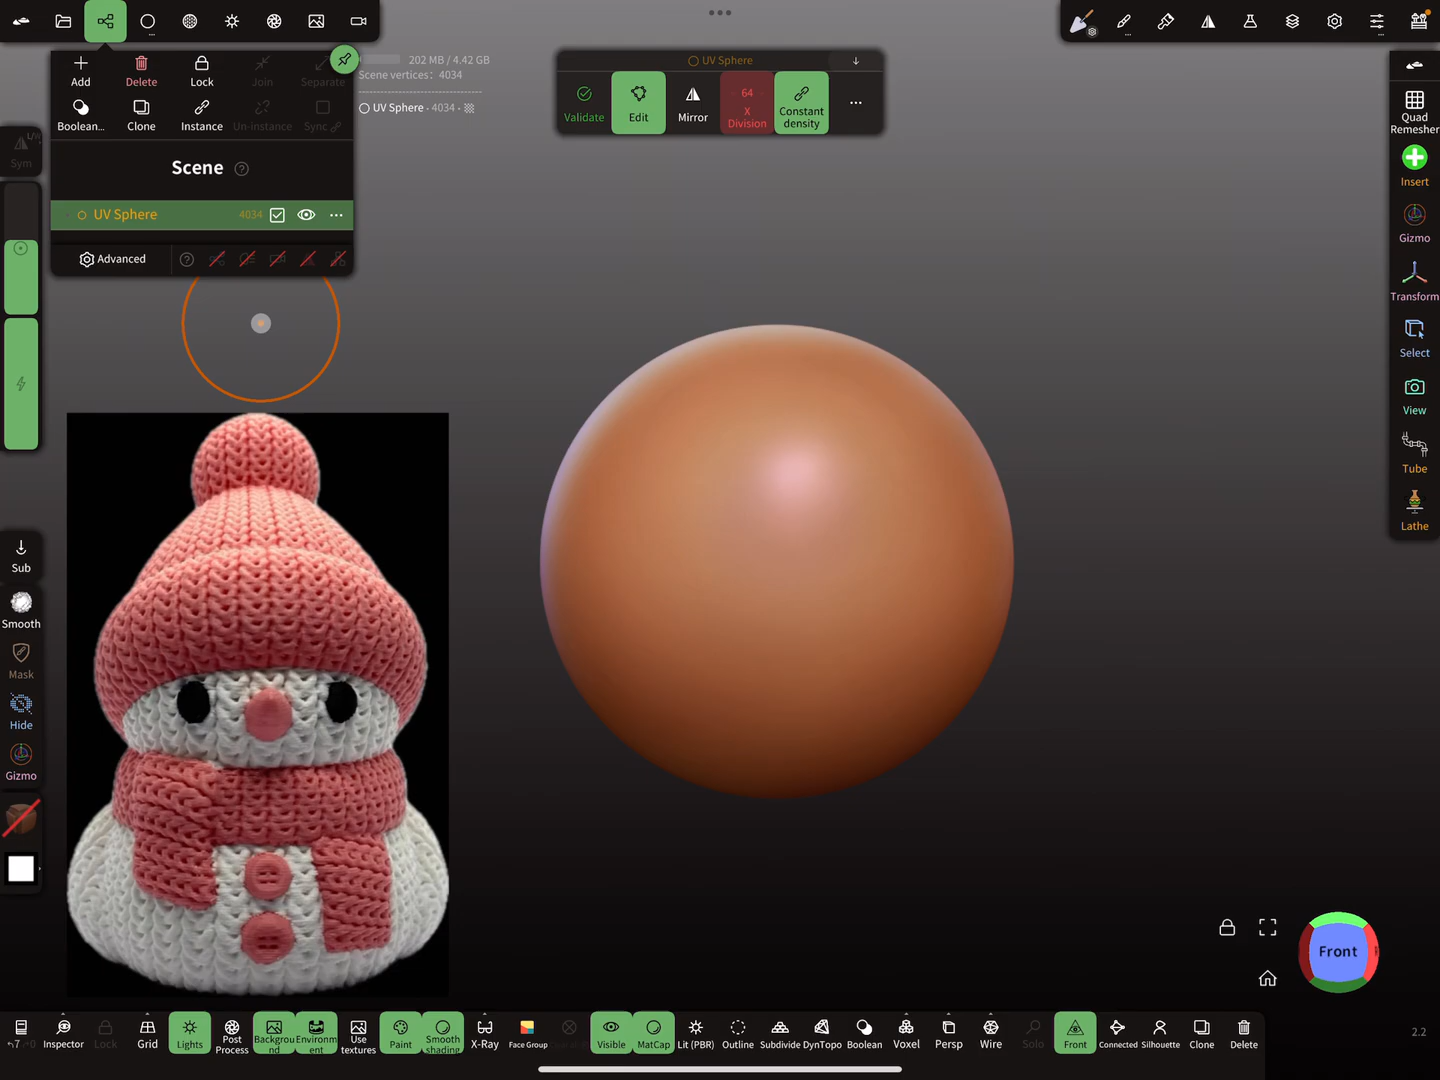 202 MB / 4.42 GB
Scene vertices: 4034
UV Sphere · 4034 ·
Add
Delete
Lock
Join
Separate
Boolean...
Clone
Instance
Un-instance
Sync
Scene
UV Sphere
4034
Advanced
UV Sphere
Validate
Edit
Mirror
64
X
Division
Constant
density
Sym
Sub
Smooth
Mask
Hide
Gizmo
Quad
Remesher
Insert
Gizmo
Transform
Select
View
Tube
Lathe
Front
2.2
Inspector
Lock
Grid
Lights
Post
Process
Backgrou
nd
Environm
ent
Use
textures
Paint
Smooth
shading
X-Ray
Face Group
Visible
MatCap
Lit (PBR)
Outline
Subdivide
DynTopo
Boolean
Voxel
Persp
Wire
Solo
Front
Connected
Silhouette
Clone
Delete